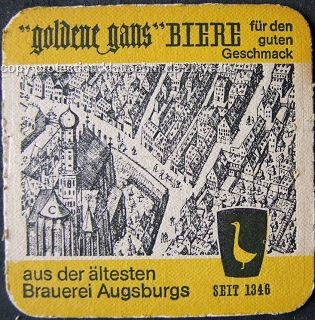 "goldene gans" BIERE
für den
guten
Geschmack
aus der ältesten
Brauerei Augsburgs
SEIT 1346